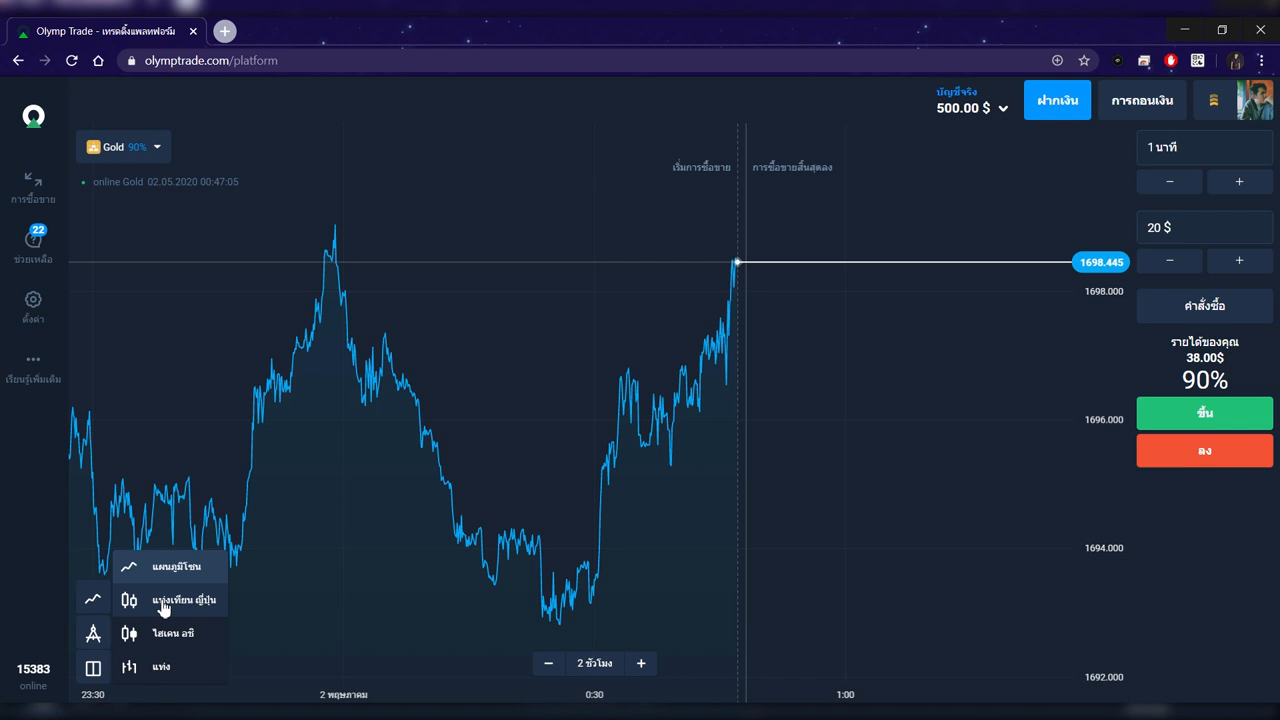 Olymp Trade - เทรดดิ้งแพลทฟอร์ม
olymptrade.com/platform
บัญชีจริง
500.00 $
ฝากเงิน
การถอนเงิน
Gold 90%
online Gold 02.05.2020 00:47:05
เริ่มการซื้อขาย
การซื้อขายสิ้นสุดลง
1 นาที
−
+
20 $
−
+
คำสั่งซื้อ
รายได้ของคุณ
38.00$
90%
ขึ้น
ลง
การซื้อขาย
22
ช่วยเหลือ
ตั้งค่า
เรียนรู้เพิ่มเติม
1698.445
1698.000
1696.000
1694.000
1692.000
แผนภูมิโซน
แท่งเทียน ญี่ปุ่น
ไฮเคน อชิ
แท่ง
− 2 ชั่วโมง +
15383
online
23:30
2 พฤษภาคม
0:30
1:00